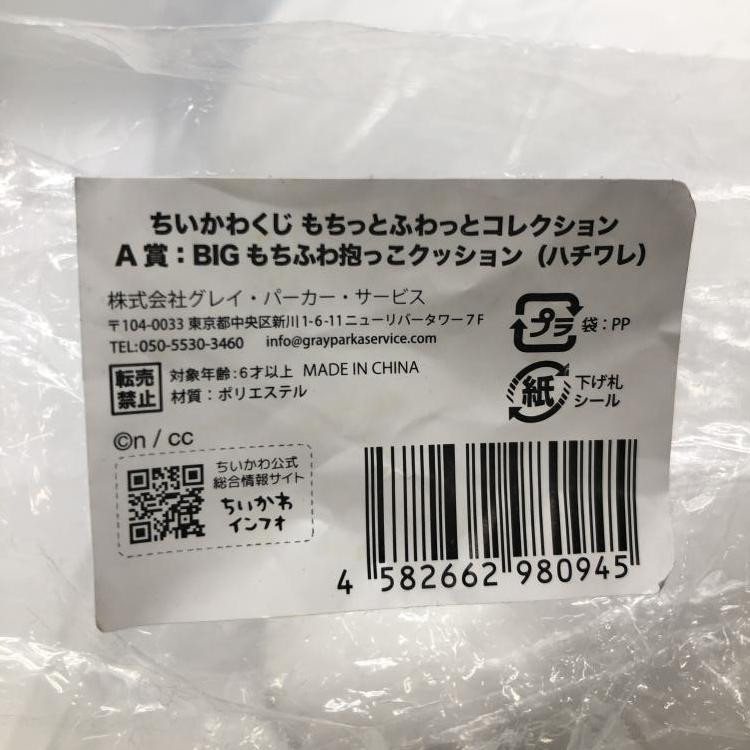 ちいかわくじ もちっとふわっとコレクション
A 賞：BIG もちふわ抱っこクッション（ハチワレ）
株式会社グレイ・パーカー・サービス
〒104-0033 東京都中央区新川1-6-11ニューリバータワー7F
TEL:050-5530-3460 info@grayparkaservice.com
転売禁止
対象年齢:6才以上 MADE IN CHINA
材質：ポリエステル
プラ 袋：PP
紙 下げ札
シール
©n / cc
ちいかわ公式
総合情報サイト
ちいかわ
インフォ
4 582662 980945